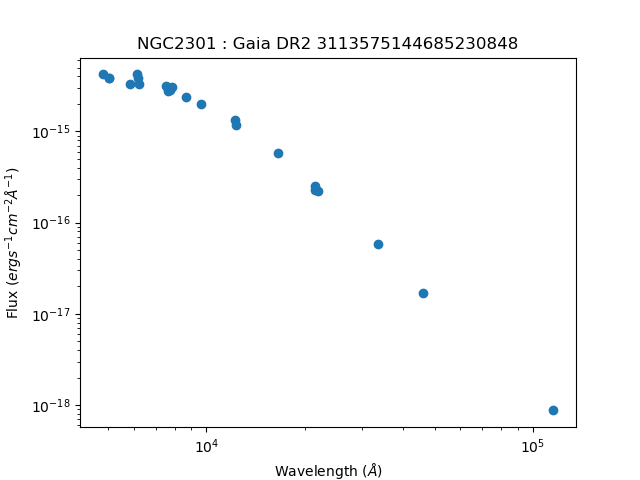 NGC2301 : Gaia DR2 3113575144685230848
Flux (ergs⁻¹cm⁻²Å⁻¹)
10⁻¹⁵
10⁻¹⁶
10⁻¹⁷
10⁻¹⁸
10⁴
10⁵
Wavelength (Å)